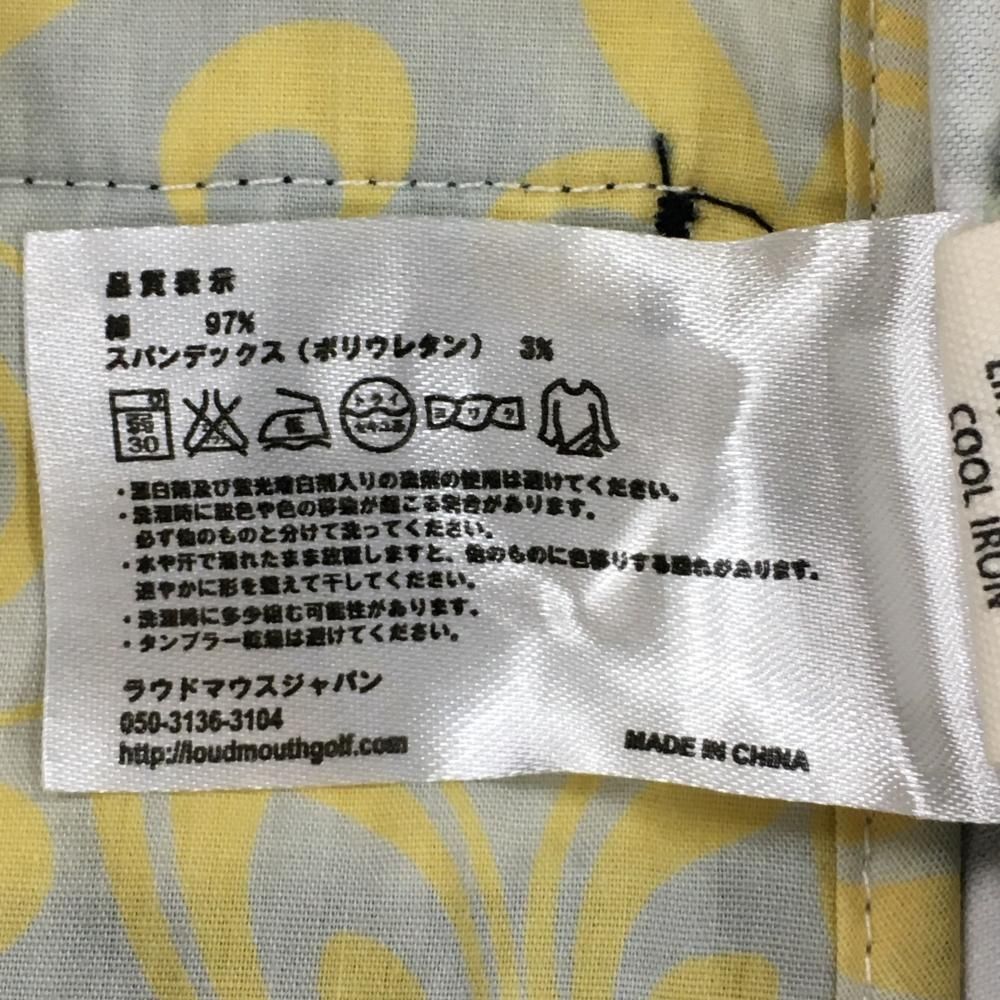 品質表示
綿 97%
スパンデックス（ポリウレタン） 3%
弱 30
低
ドライ セキユ系
ヨワク
・蛍白剤及び蛍光増白剤入りの洗剤の使用は避けてください。
・洗濯時に脱色や色の移染が起こる場合があります。
必ず他のものと分けて洗ってください。
・水や汗で濡れたまま放置しますと、他のものに色移りする恐れがあります。
速やかに形を整えて干してください。
・洗濯時に多少縮む可能性があります。
・タンブラー乾燥は避けてください。
ラウドマウスジャパン
050-3136-3104
http://loudmouthgolf.com
MADE IN CHINA
COOL IRON